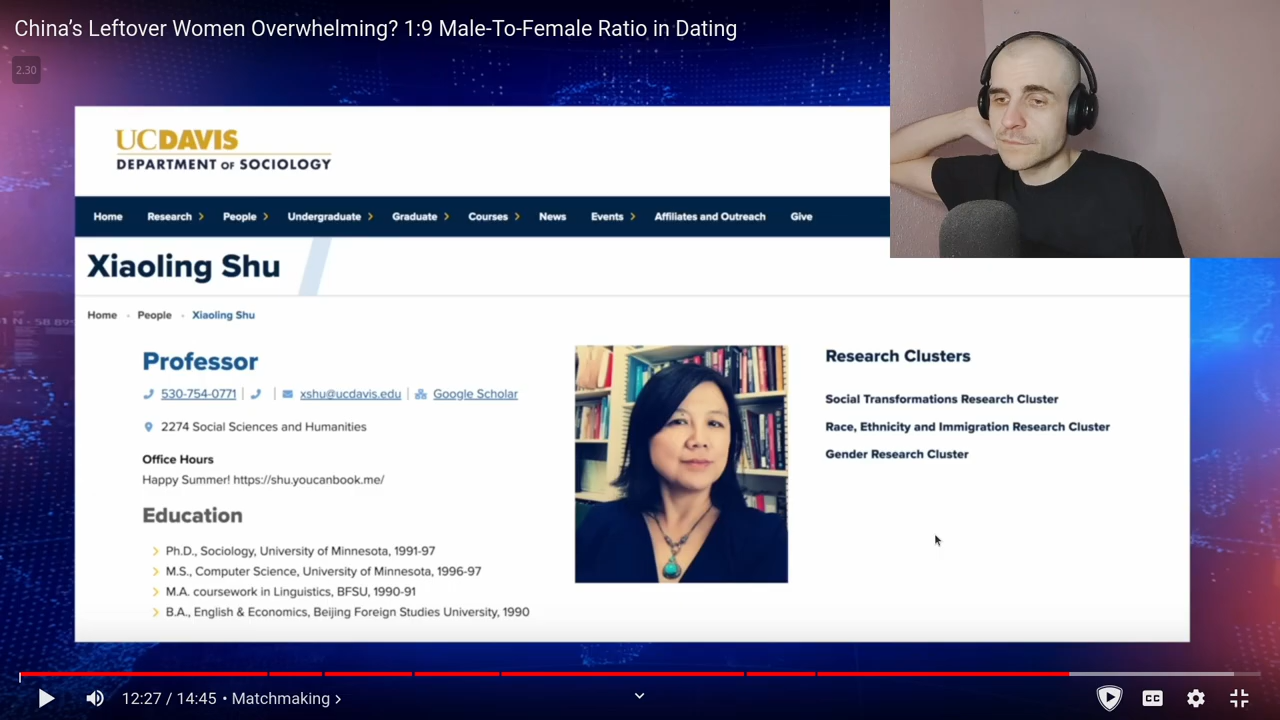 China’s Leftover Women Overwhelming? 1:9 Male-To-Female Ratio in Dating
2.30
UCDAVIS
DEPARTMENT OF SOCIOLOGY
Home Research People Undergraduate Graduate Courses News Events Affiliates and Outreach Give
Xiaoling Shu
Home People Xiaoling Shu
Professor
530-754-0771 | | xshu@ucdavis.edu | Google Scholar
2274 Social Sciences and Humanities
Office Hours
Happy Summer! https://shu.youcanbook.me/
Education
Ph.D., Sociology, University of Minnesota, 1991-97
M.S., Computer Science, University of Minnesota, 1996-97
M.A. coursework in Linguistics, BFSU, 1990-91
B.A., English & Economics, Beijing Foreign Studies University, 1990
Research Clusters
Social Transformations Research Cluster
Race, Ethnicity and Immigration Research Cluster
Gender Research Cluster
12:27 / 14:45 • Matchmaking
CC